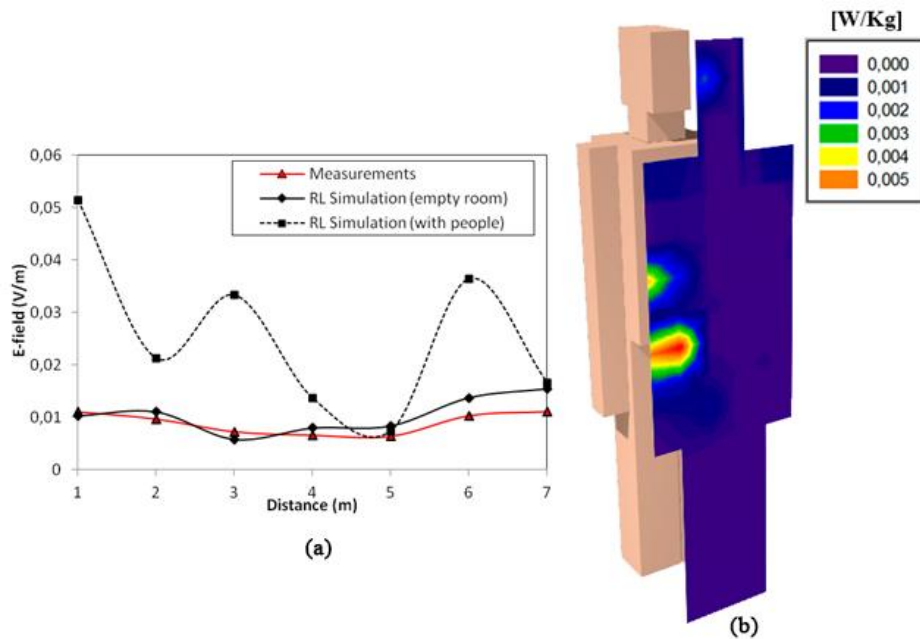 [W/Kg]
0,000
0,001
0,002
0,003
0,004
0,005
0,06
0,05
0,04
0,03
0,02
0,01
0
E-field (V/m)
Measurements
RL Simulation (empty room)
RL Simulation (with people)
1 2 3 4 5 6 7
Distance (m)
(a)
(b)